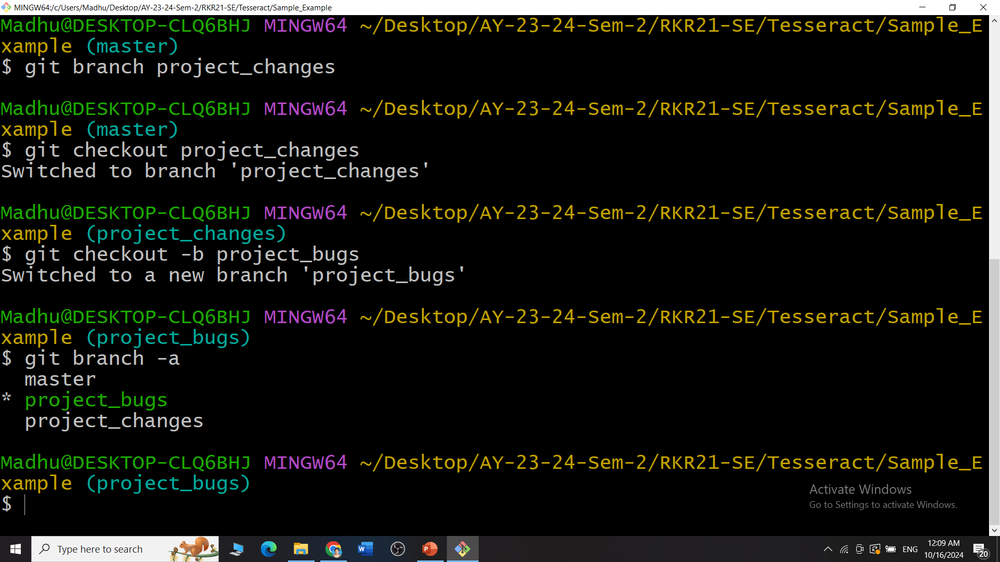 MINGW64:/c/Users/Madhu/Desktop/AY-23-24-Sem-2/RKR21-SE/Tesseract/Sample_Example
Madhu@DESKTOP-CLQ6BHJ MINGW64 ~/Desktop/AY-23-24-Sem-2/RKR21-SE/Tesseract/Sample_E
xample (master)
$ git branch project_changes
Madhu@DESKTOP-CLQ6BHJ MINGW64 ~/Desktop/AY-23-24-Sem-2/RKR21-SE/Tesseract/Sample_E
xample (master)
$ git checkout project_changes
Switched to branch 'project_changes'
Madhu@DESKTOP-CLQ6BHJ MINGW64 ~/Desktop/AY-23-24-Sem-2/RKR21-SE/Tesseract/Sample_E
xample (project_changes)
$ git checkout -b project_bugs
Switched to a new branch 'project_bugs'
Madhu@DESKTOP-CLQ6BHJ MINGW64 ~/Desktop/AY-23-24-Sem-2/RKR21-SE/Tesseract/Sample_E
xample (project_bugs)
$ git branch -a
  master
* project_bugs
  project_changes
Madhu@DESKTOP-CLQ6BHJ MINGW64 ~/Desktop/AY-23-24-Sem-2/RKR21-SE/Tesseract/Sample_E
xample (project_bugs)
$
Activate Windows
Go to Settings to activate Windows.
Type here to search
W
P
ENG
12:09 AM
10/16/2024
20